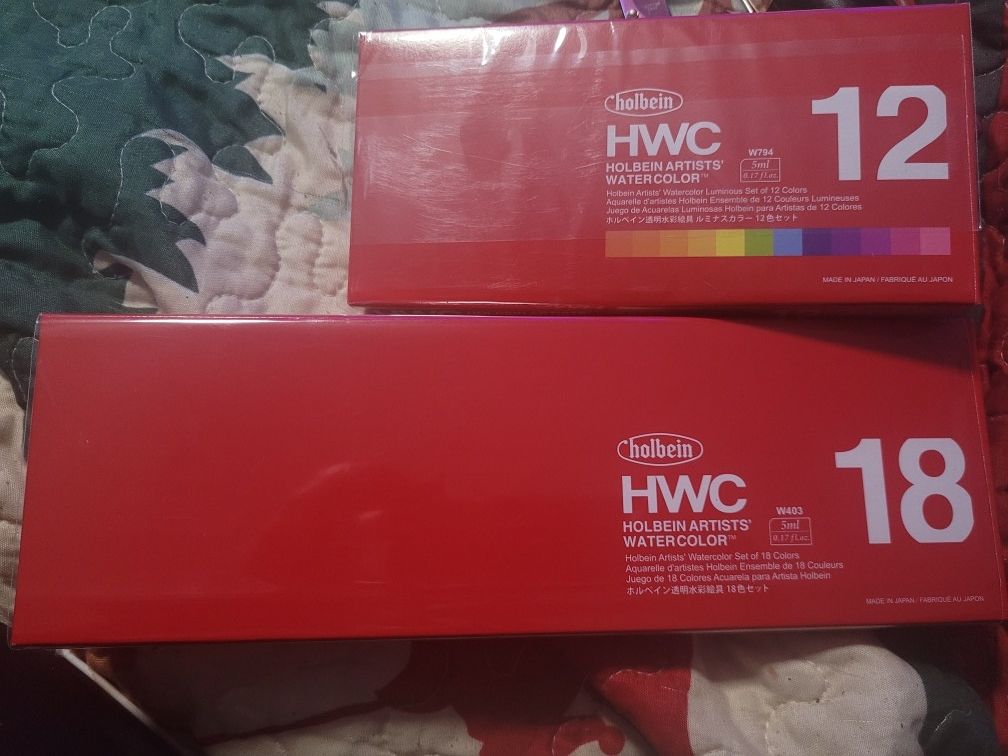 holbein
HWC
HOLBEIN ARTISTS'
WATERCOLOR™
W794
5ml
0.17 fl.oz.
12
Holbein Artists' Watercolor Luminous Set of 12 Colors
Aquarelle d'artistes Holbein Ensemble de 12 Couleurs Lumineuses
Juego de Acuarelas Luminosas Holbein para Artistas de 12 Colores
ホルベイン透明水彩絵具 ルミナスカラー 12色セット
MADE IN JAPAN / FABRIQUÉ AU JAPON
holbein
HWC
HOLBEIN ARTISTS'
WATERCOLOR™
W403
5ml
0.17 fl.oz.
18
Holbein Artists' Watercolor Set of 18 Colors
Aquarelle d'artistes Holbein Ensemble de 18 Couleurs
Juego de 18 Colores Acuarela para Artista Holbein
ホルベイン透明水彩絵具 18色セット
MADE IN JAPAN / FABRIQUÉ AU JAPON